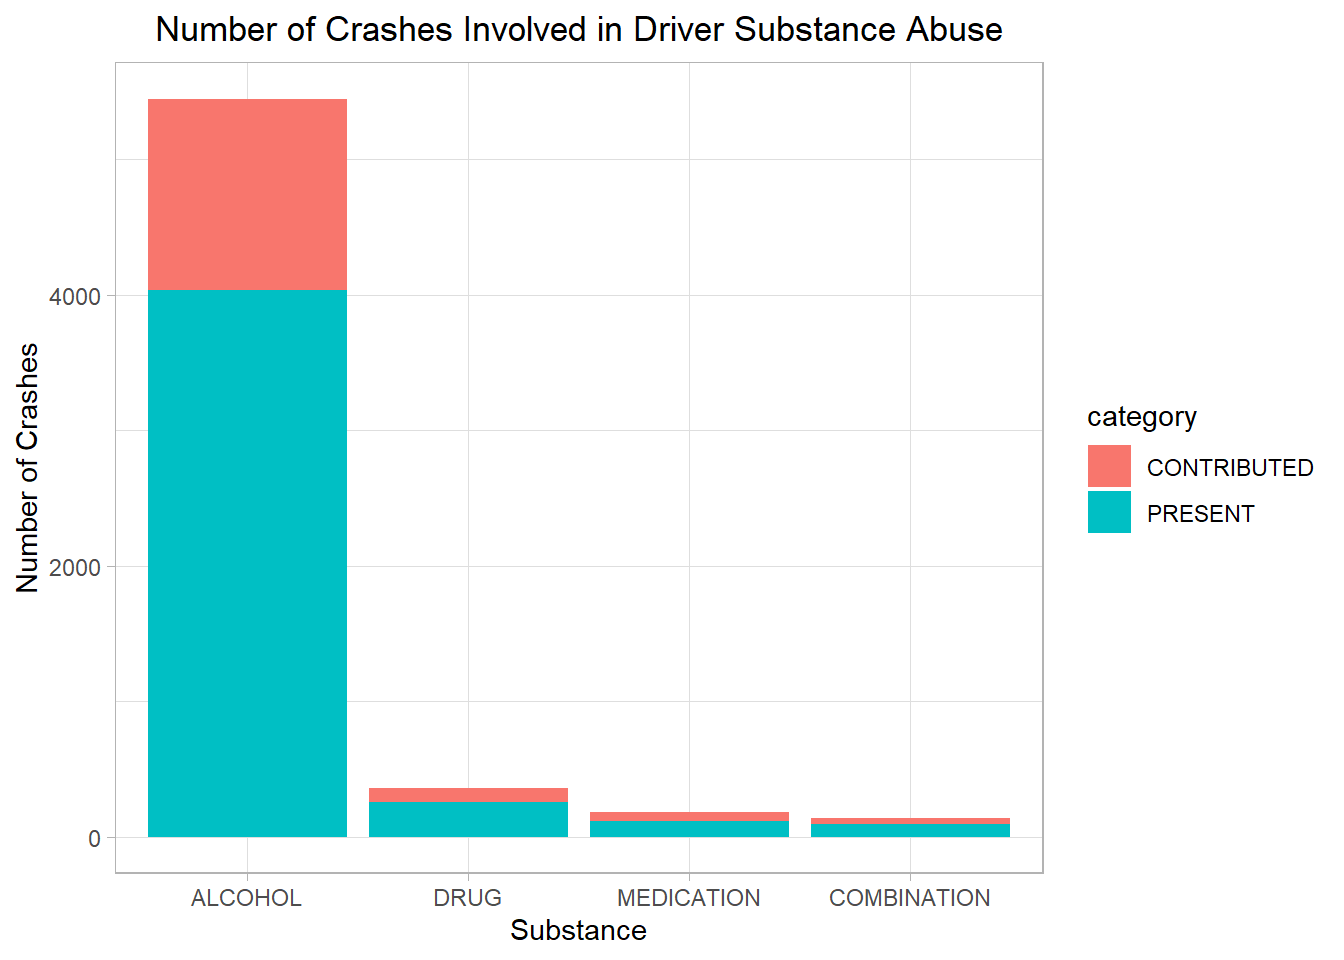 Number of Crashes Involved in Driver Substance Abuse
Number of Crashes
4000
2000
0
ALCOHOL DRUG MEDICATION COMBINATION
Substance
category
CONTRIBUTED
PRESENT